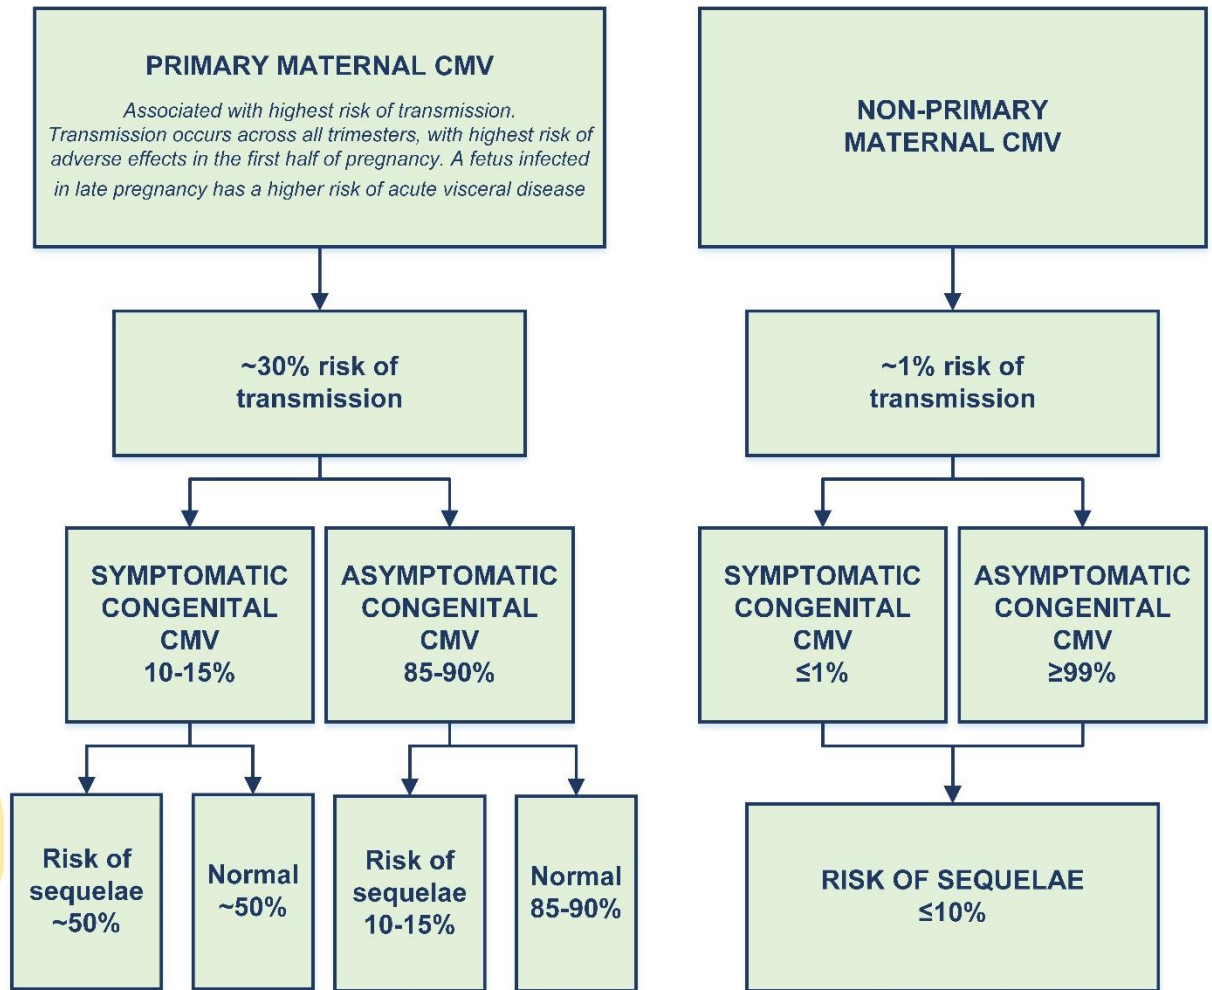 PRIMARY MATERNAL CMV
Associated with highest risk of transmission.
Transmission occurs across all trimesters, with highest risk of
adverse effects in the first half of pregnancy. A fetus infected
in late pregnancy has a higher risk of acute visceral disease
NON-PRIMARY
MATERNAL CMV
~30% risk of
transmission
~1% risk of
transmission
SYMPTOMATIC
CONGENITAL
CMV
10-15%
ASYMPTOMATIC
CONGENITAL
CMV
85-90%
SYMPTOMATIC
CONGENITAL
CMV
≤1%
ASYMPTOMATIC
CONGENITAL
CMV
≥99%
Risk of
sequelae
~50%
Normal
~50%
Risk of
sequelae
10-15%
Normal
85-90%
RISK OF SEQUELAE
≤10%